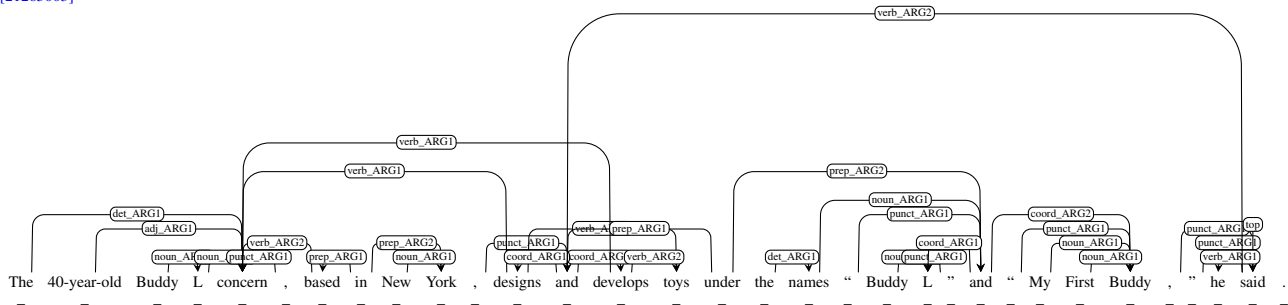 verb_ARG2
verb_ARG1
verb_ARG1 prep_ARG2
noun_ARG1
det_ARG1 punct_ARG1 coord_ARG2
adj_ARG1 prep_ARG1 punct_ARG1 top
verb_ARG2 prep_ARG2 punct_ARG1 coord_ARG1 noun_ARG1 punct_ARG1
punct_ARG1 prep_ARG1 noun_ARG1 coord_ARG1 verb_ARG2 det_ARG1 punct_ARG1 noun_ARG1 verb_ARG1
The 40-year-old Buddy L concern , based in New York , designs and develops toys under the names “ Buddy L ” and “ My First Buddy , ” he said